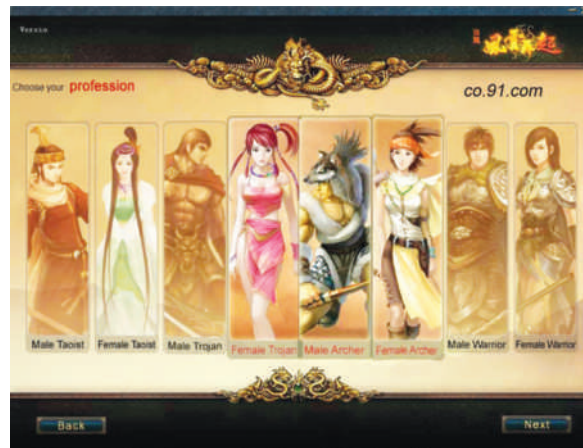 Version
Choose your profession
co.91.com
Male Taoist
Female Taoist
Male Trojan
Female Trojan
Male Archer
Female Archer
Male Warrior
Female Warrior
Back
Next